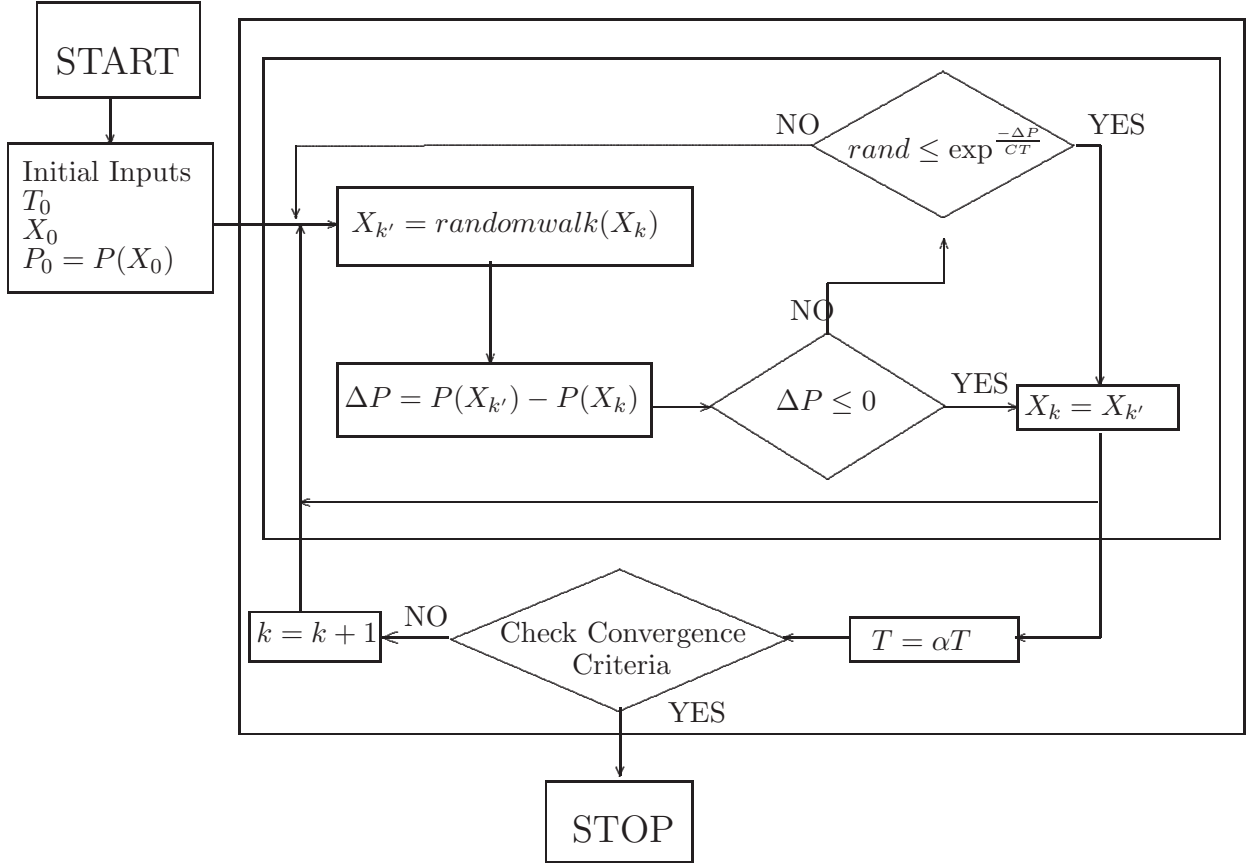 START
NO
YES
rand ≤ exp^{\frac{-ΔP}{CT}}
Initial Inputs
T_0
X_0
P_0 = P(X_0)
X_{k'} = randomwalk(X_k)
NO
ΔP = P(X_{k'}) − P(X_k)
ΔP ≤ 0
YES
X_k = X_{k'}
k = k + 1
NO
Check Convergence
Criteria
T = αT
YES
STOP